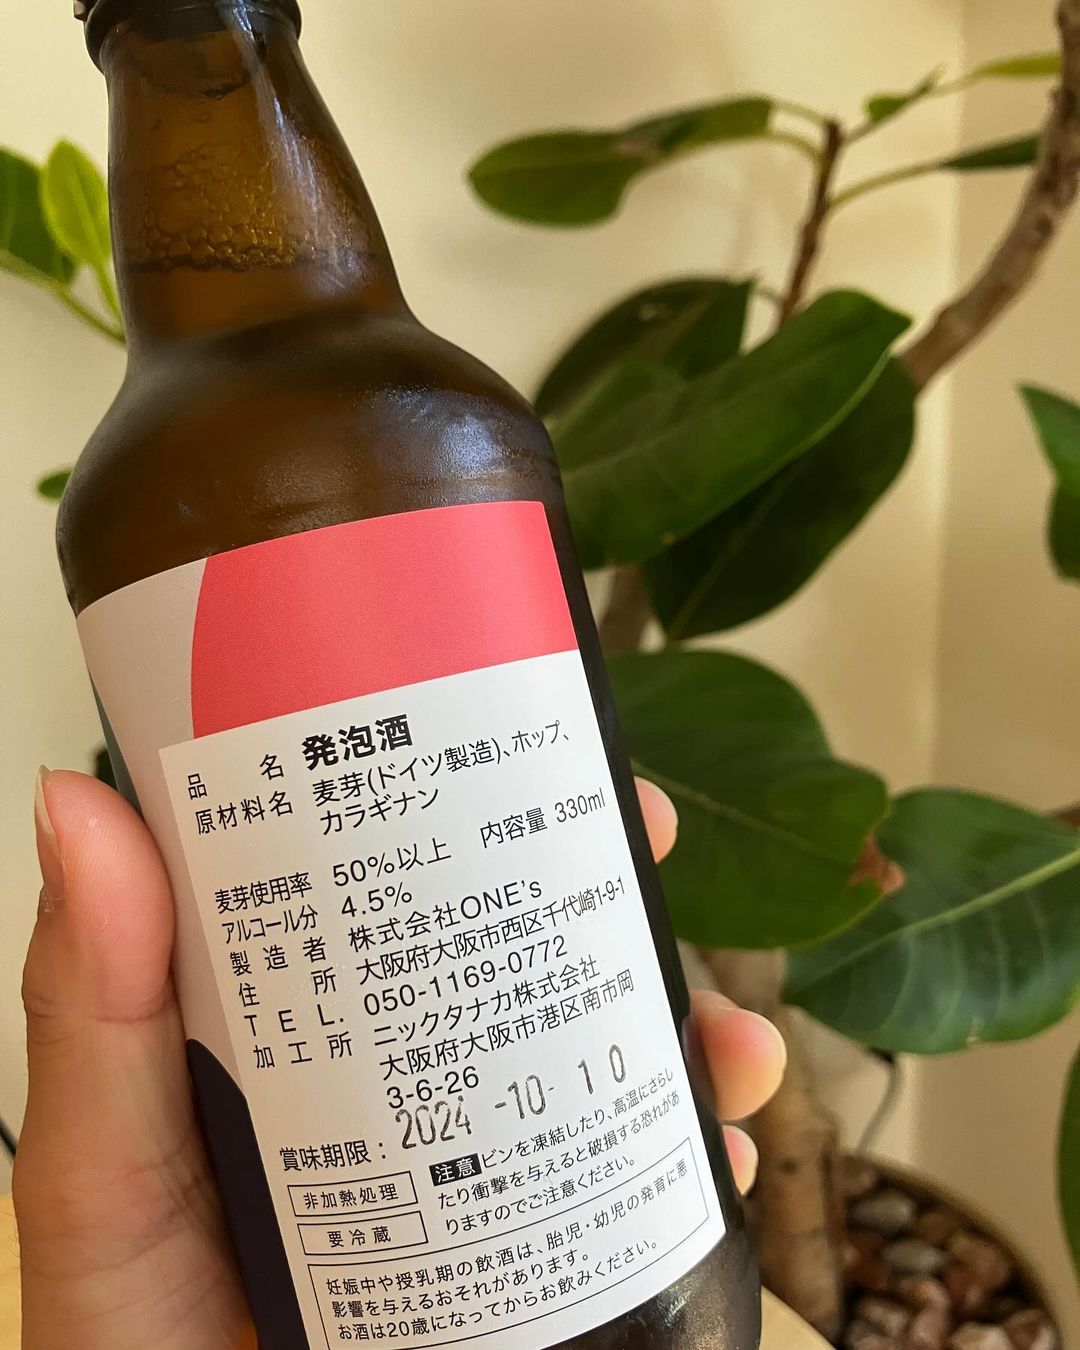 品名 発泡酒
原材料名 麦芽(ドイツ製造)、ホップ、
カラギナン
麦芽使用率 50%以上 内容量 330ml
アルコール分 4.5%
製造者 株式会社ONE's
住所 大阪府大阪市西区千代崎1-9-1
TEL. 050-1169-0772
加工所 ニックタナカ株式会社
大阪府大阪市港区南市岡
3-6-26
賞味期限: 2024-10-10
非加熱処理
要冷蔵
注意 ビンを凍結したり、高温にさらし
たり衝撃を与えると破損する恐れがあ
りますのでご注意ください。
妊娠中や授乳期の飲酒は、胎児・幼児の発育に悪
影響を与えるおそれがあります。
お酒は20歳になってからお飲みください。